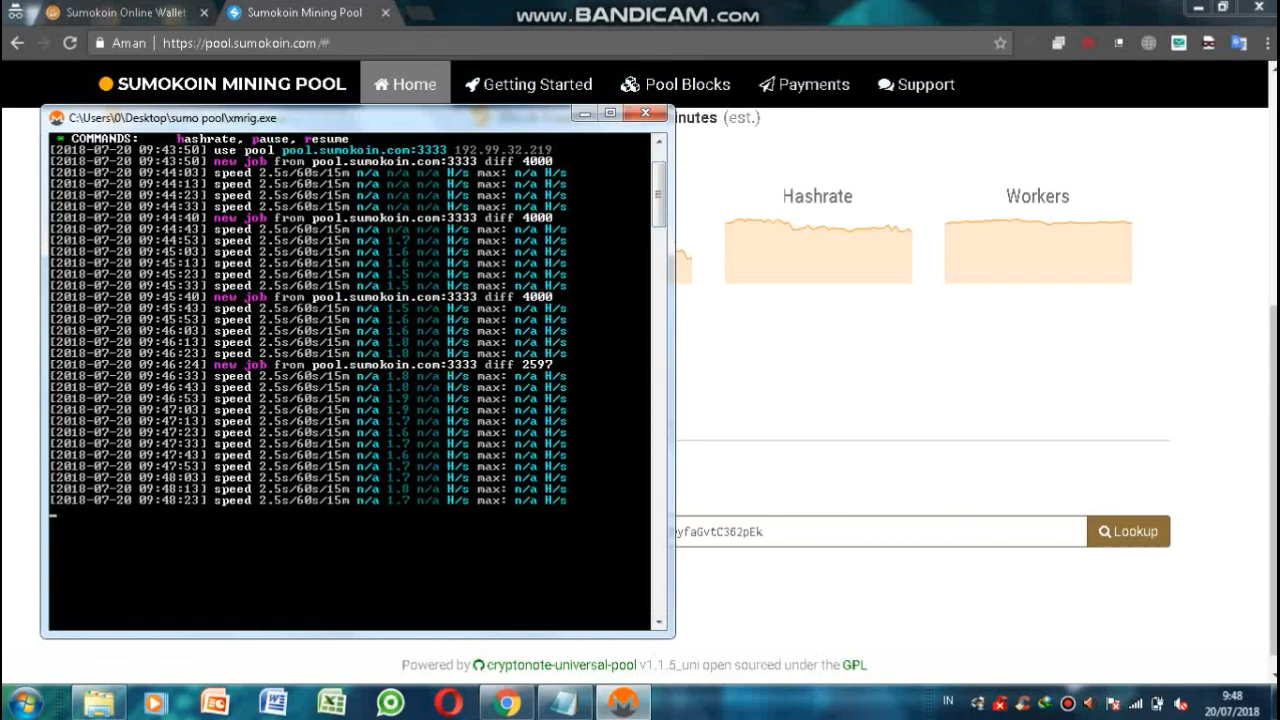 Sumokoin Online Wallet
Sumokoin Mining Pool
www.BANDICAM.com
Aman https://pool.sumokoin.com/#
SUMOKOIN MINING POOL
Home
Getting Started
Pool Blocks
Payments
Support
C:\Users\0\Desktop\sumo pool\xmrig.exe
* COMMANDS: hashrate, pause, resume
[2018-07-20 09:43:50] use pool pool.sumokoin.com:3333 192.99.32.219
[2018-07-20 09:43:50] new job from pool.sumokoin.com:3333 diff 4000
[2018-07-20 09:44:03] speed 2.5s/60s/15m n/a n/a n/a H/s max: n/a H/s
[2018-07-20 09:44:13] speed 2.5s/60s/15m n/a n/a n/a H/s max: n/a H/s
[2018-07-20 09:44:23] speed 2.5s/60s/15m n/a n/a n/a H/s max: n/a H/s
[2018-07-20 09:44:33] speed 2.5s/60s/15m n/a n/a n/a H/s max: n/a H/s
[2018-07-20 09:44:40] new job from pool.sumokoin.com:3333 diff 4000
[2018-07-20 09:44:43] speed 2.5s/60s/15m n/a n/a n/a H/s max: n/a H/s
[2018-07-20 09:44:53] speed 2.5s/60s/15m n/a 1.7 n/a H/s max: n/a H/s
[2018-07-20 09:45:03] speed 2.5s/60s/15m n/a 1.6 n/a H/s max: n/a H/s
[2018-07-20 09:45:13] speed 2.5s/60s/15m n/a 1.6 n/a H/s max: n/a H/s
[2018-07-20 09:45:23] speed 2.5s/60s/15m n/a 1.5 n/a H/s max: n/a H/s
[2018-07-20 09:45:33] speed 2.5s/60s/15m n/a 1.5 n/a H/s max: n/a H/s
[2018-07-20 09:45:40] new job from pool.sumokoin.com:3333 diff 4000
[2018-07-20 09:45:43] speed 2.5s/60s/15m n/a 1.5 n/a H/s max: n/a H/s
[2018-07-20 09:45:53] speed 2.5s/60s/15m n/a 1.6 n/a H/s max: n/a H/s
[2018-07-20 09:46:03] speed 2.5s/60s/15m n/a 1.6 n/a H/s max: n/a H/s
[2018-07-20 09:46:13] speed 2.5s/60s/15m n/a 1.8 n/a H/s max: n/a H/s
[2018-07-20 09:46:23] speed 2.5s/60s/15m n/a 1.8 n/a H/s max: n/a H/s
[2018-07-20 09:46:24] new job from pool.sumokoin.com:3333 diff 2597
[2018-07-20 09:46:33] speed 2.5s/60s/15m n/a 1.8 n/a H/s max: n/a H/s
[2018-07-20 09:46:43] speed 2.5s/60s/15m n/a 1.8 n/a H/s max: n/a H/s
[2018-07-20 09:46:53] speed 2.5s/60s/15m n/a 1.9 n/a H/s max: n/a H/s
[2018-07-20 09:47:03] speed 2.5s/60s/15m n/a 1.9 n/a H/s max: n/a H/s
[2018-07-20 09:47:13] speed 2.5s/60s/15m n/a 1.7 n/a H/s max: n/a H/s
[2018-07-20 09:47:23] speed 2.5s/60s/15m n/a 1.6 n/a H/s max: n/a H/s
[2018-07-20 09:47:33] speed 2.5s/60s/15m n/a 1.7 n/a H/s max: n/a H/s
[2018-07-20 09:47:43] speed 2.5s/60s/15m n/a 1.6 n/a H/s max: n/a H/s
[2018-07-20 09:47:53] speed 2.5s/60s/15m n/a 1.7 n/a H/s max: n/a H/s
[2018-07-20 09:48:03] speed 2.5s/60s/15m n/a 1.7 n/a H/s max: n/a H/s
[2018-07-20 09:48:13] speed 2.5s/60s/15m n/a 1.8 n/a H/s max: n/a H/s
[2018-07-20 09:48:23] speed 2.5s/60s/15m n/a 1.7 n/a H/s max: n/a H/s
inutes (est.)
Hashrate
Workers
yfaGvtC362pEk
Lookup
Powered by cryptonote-universal-pool v1.1.5_uni open sourced under the GPL
IN
9:48
20/07/2018